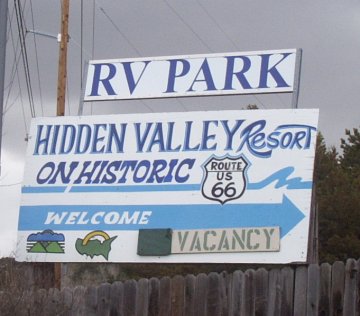 RV PARK
HIDDEN VALLEY Resort
ON HISTORIC
ROUTE
US
66
WELCOME
VACANCY